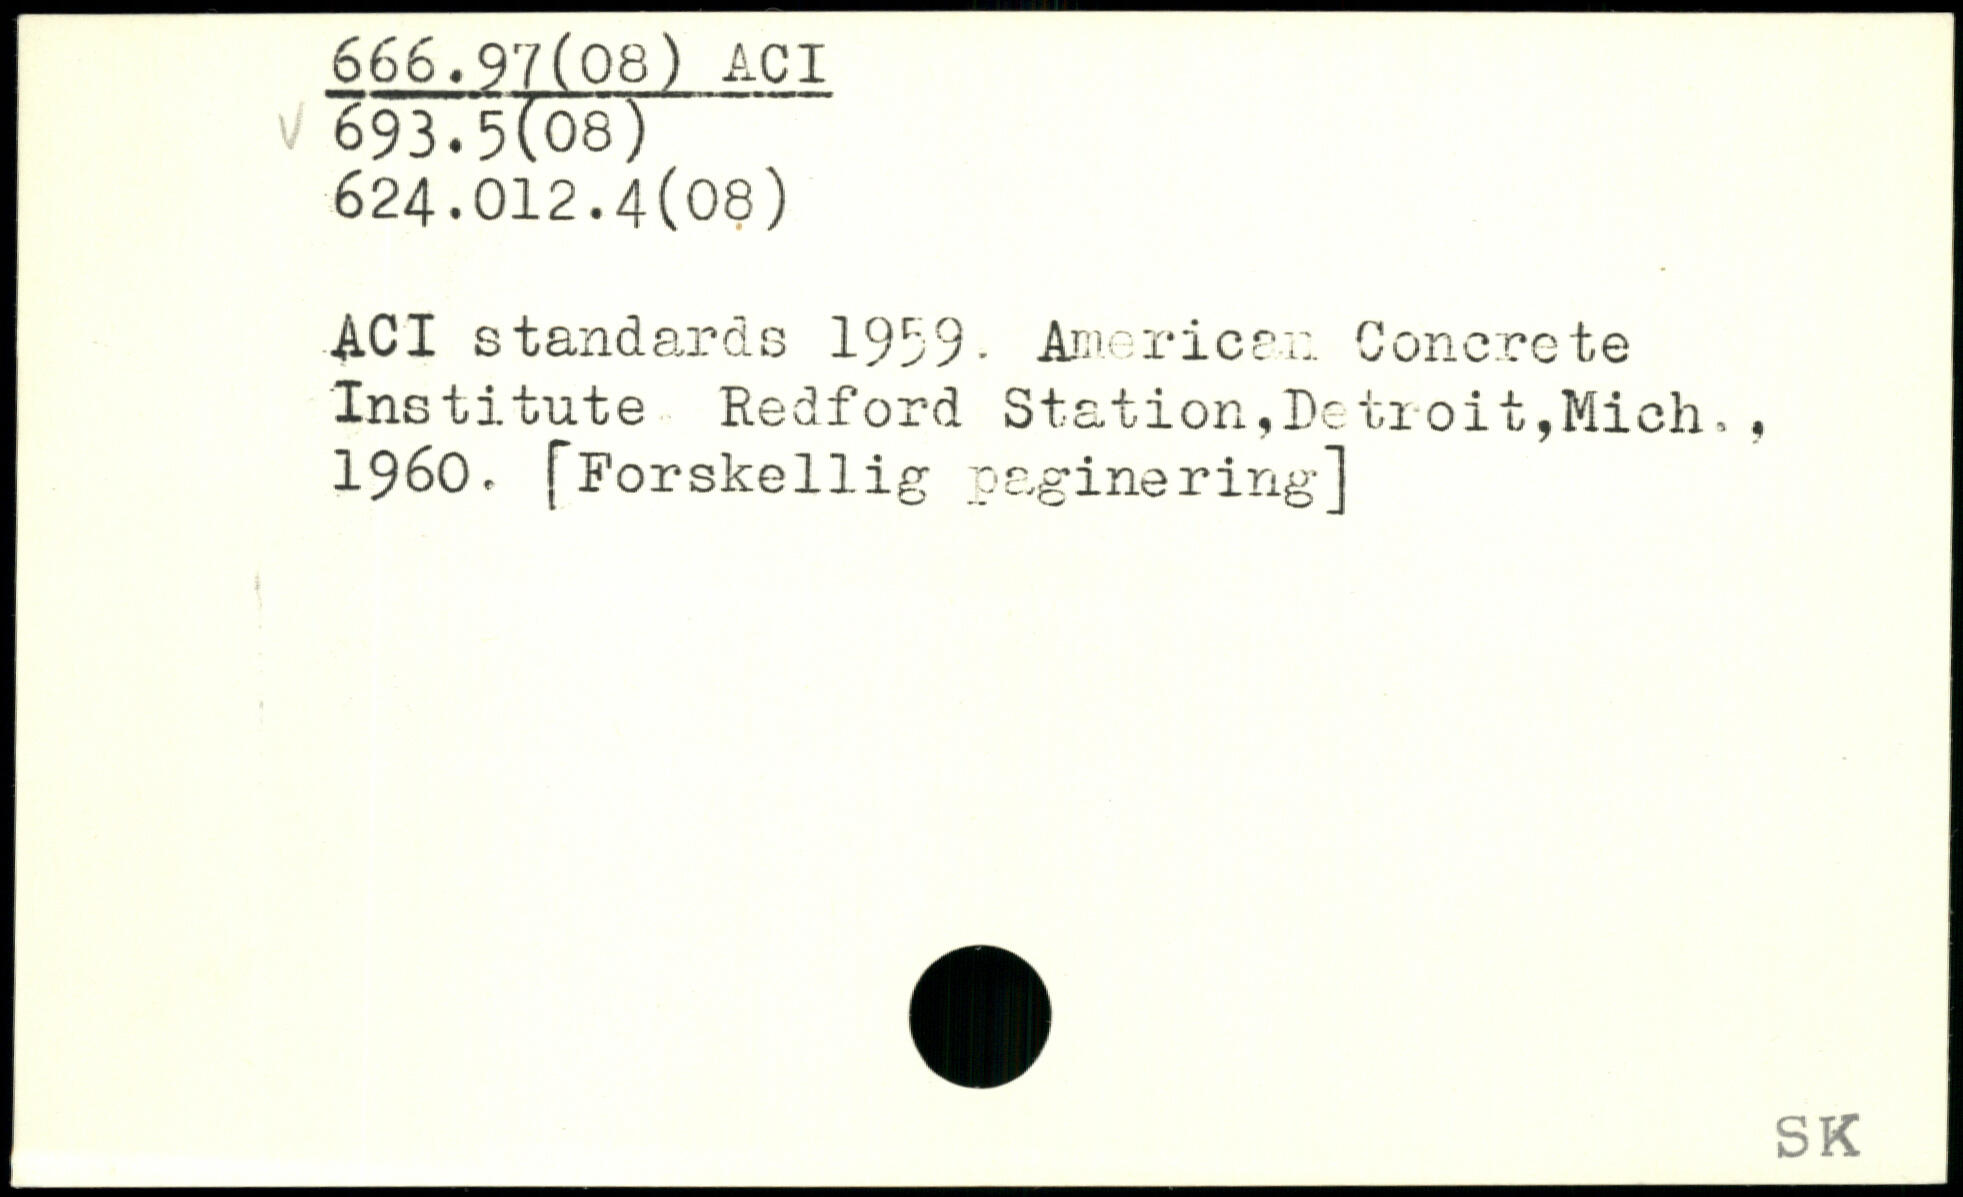 666.97(08) ACI
693.5(08)
624.012.4(08)
ACI standards 1959. American Concrete
Institute. Redford Station,Detroit,Mich.,
1960. [Forskellig paginering]
SK